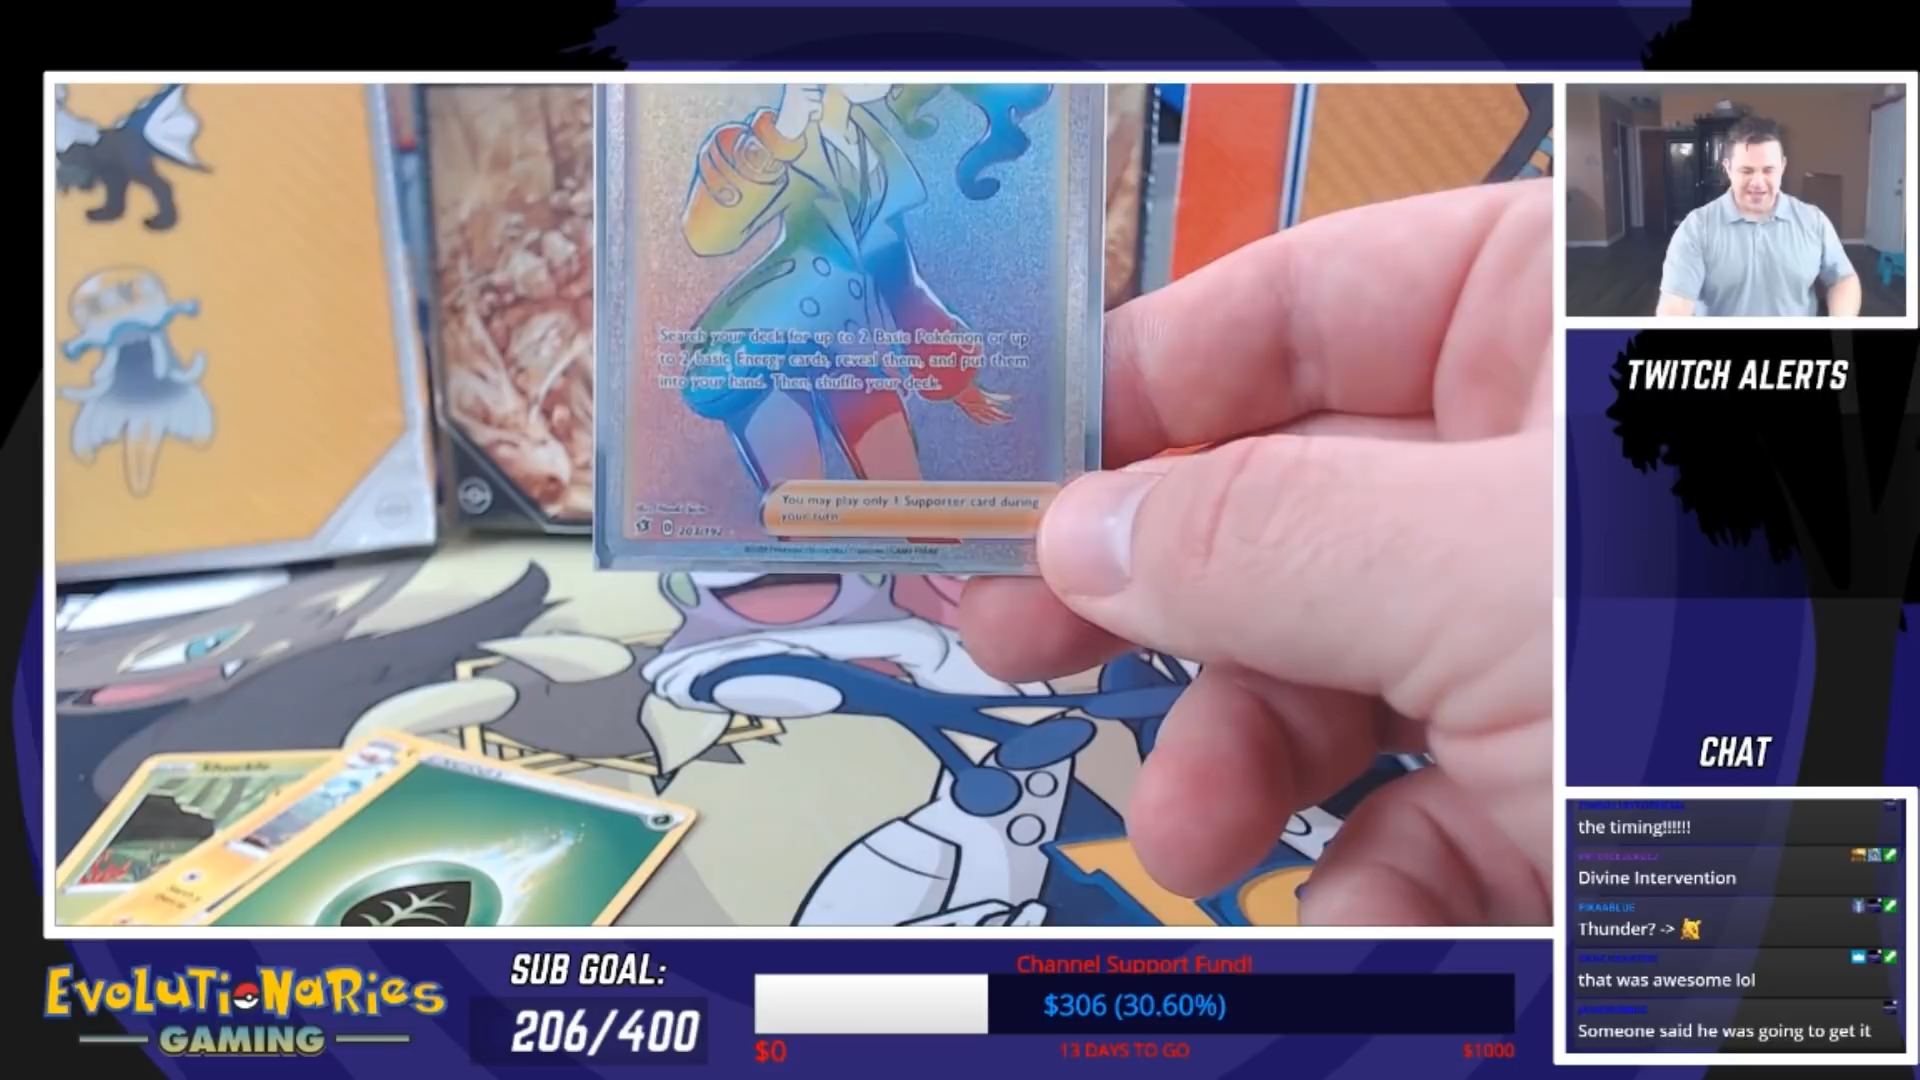 Search your deck for up to 2 Basic Pokémon or up
to 2 basic Energy cards, reveal them, and put them
into your hand. Then, shuffle your deck.
You may play only 1 Supporter card during
your turn.
D 203/192
Shuckle
TWITCH ALERTS
CHAT
the timing!!!!!!
Divine Intervention
PIKAABLUE
Thunder? ->
that was awesome lol
Someone said he was going to get it
EVOLUTIONARIES
GAMING
SUB GOAL:
206/400
Channel Support Fund!
$306 (30.60%)
$0
13 DAYS TO GO
$1000